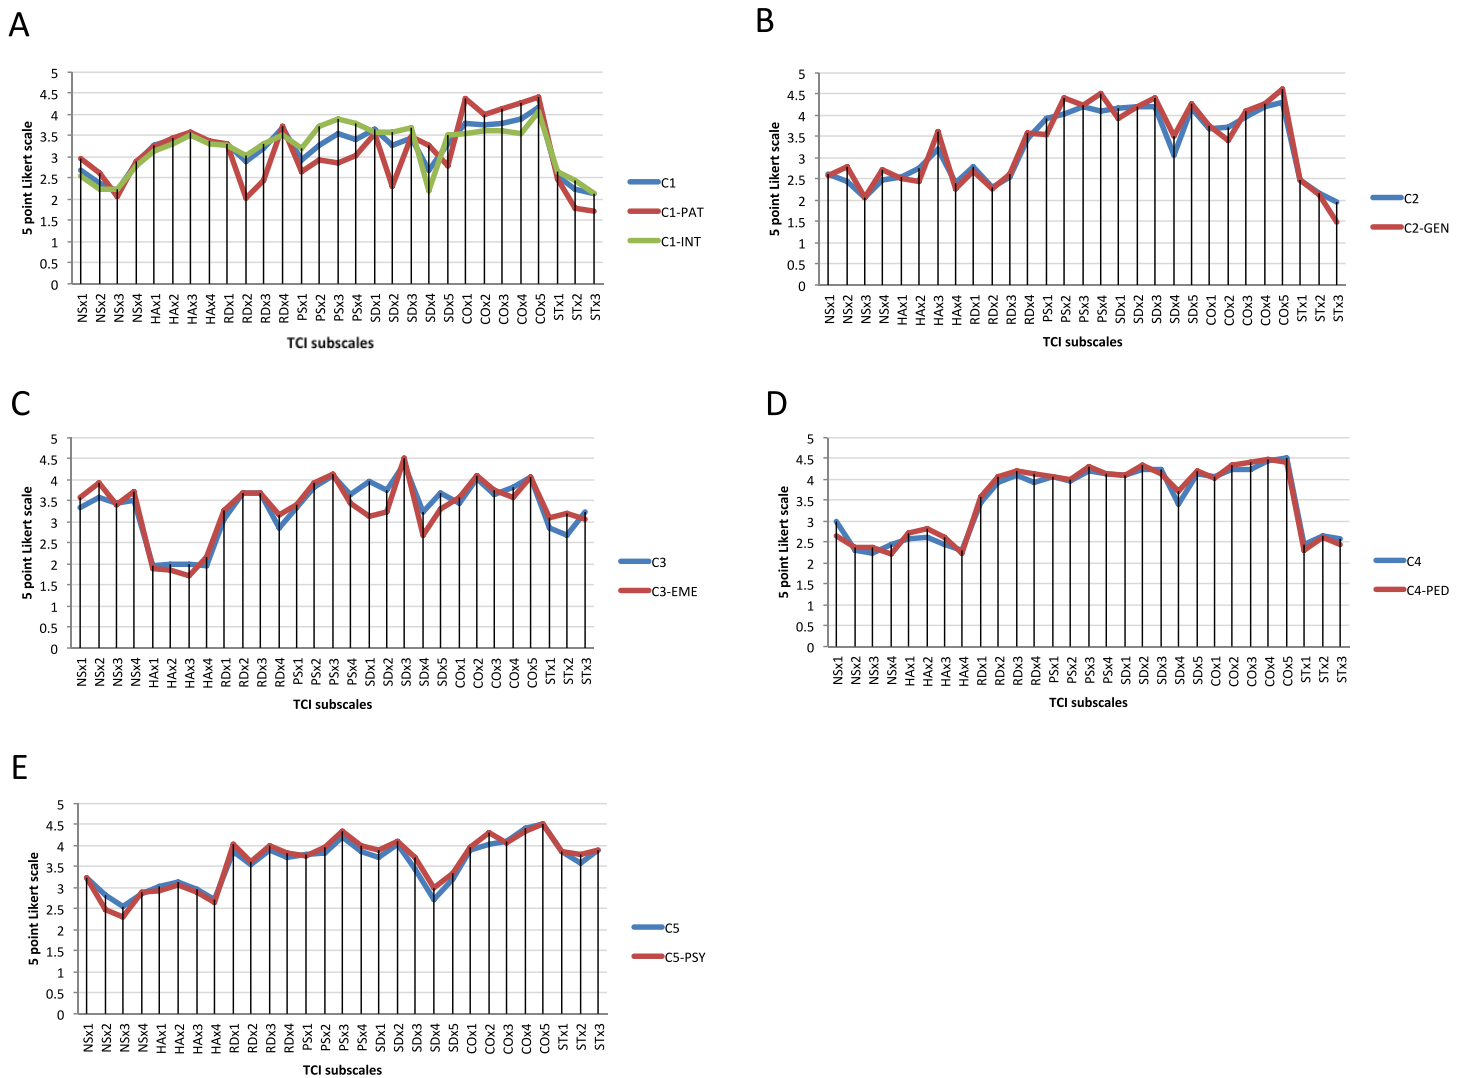 A
5 point Likert scale
5
4.5
4
3.5
3
2.5
2
1.5
1
0.5
0
NSx1 NSx2 NSx3 NSx4 HAx1 HAx2 HAx3 HAx4 RDx1 RDx2 RDx3 RDx4 PSx1 PSx2 PSx3 PSx4 SDx1 SDx2 SDx3 SDx4 SDx5 COx1 COx2 COx3 COx4 COx5 STx1 STx2 STx3
TCI subscales
C1
C1-PAT
C1-INT
B
5 point Likert scale
5
4.5
4
3.5
3
2.5
2
1.5
1
0.5
0
NSx1 NSx2 NSx3 NSx4 HAx1 HAx2 HAx3 HAx4 RDx1 RDx2 RDx3 RDx4 PSx1 PSx2 PSx3 PSx4 SDx1 SDx2 SDx3 SDx4 SDx5 COx1 COx2 COx3 COx4 COx5 STx1 STx2 STx3
TCI subscales
C2
C2-GEN
C
5 point Likert scale
5
4.5
4
3.5
3
2.5
2
1.5
1
0.5
0
NSx1 NSx2 NSx3 NSx4 HAx1 HAx2 HAx3 HAx4 RDx1 RDx2 RDx3 RDx4 PSx1 PSx2 PSx3 PSx4 SDx1 SDx2 SDx3 SDx4 SDx5 COx1 COx2 COx3 COx4 COx5 STx1 STx2 STx3
TCI subscales
C3
C3-EME
D
5 point Likert scale
5
4.5
4
3.5
3
2.5
2
1.5
1
0.5
0
NSx1 NSx2 NSx3 NSx4 HAx1 HAx2 HAx3 HAx4 RDx1 RDx2 RDx3 RDx4 PSx1 PSx2 PSx3 PSx4 SDx1 SDx2 SDx3 SDx4 SDx5 COx1 COx2 COx3 COx4 COx5 STx1 STx2 STx3
TCI subscales
C4
C4-PED
E
5 point Likert scale
5
4.5
4
3.5
3
2.5
2
1.5
1
0.5
0
NSx1 NSx2 NSx3 NSx4 HAx1 HAx2 HAx3 HAx4 RDx1 RDx2 RDx3 RDx4 PSx1 PSx2 PSx3 PSx4 SDx1 SDx2 SDx3 SDx4 SDx5 COx1 COx2 COx3 COx4 COx5 STx1 STx2 STx3
TCI subscales
C5
C5-PSY